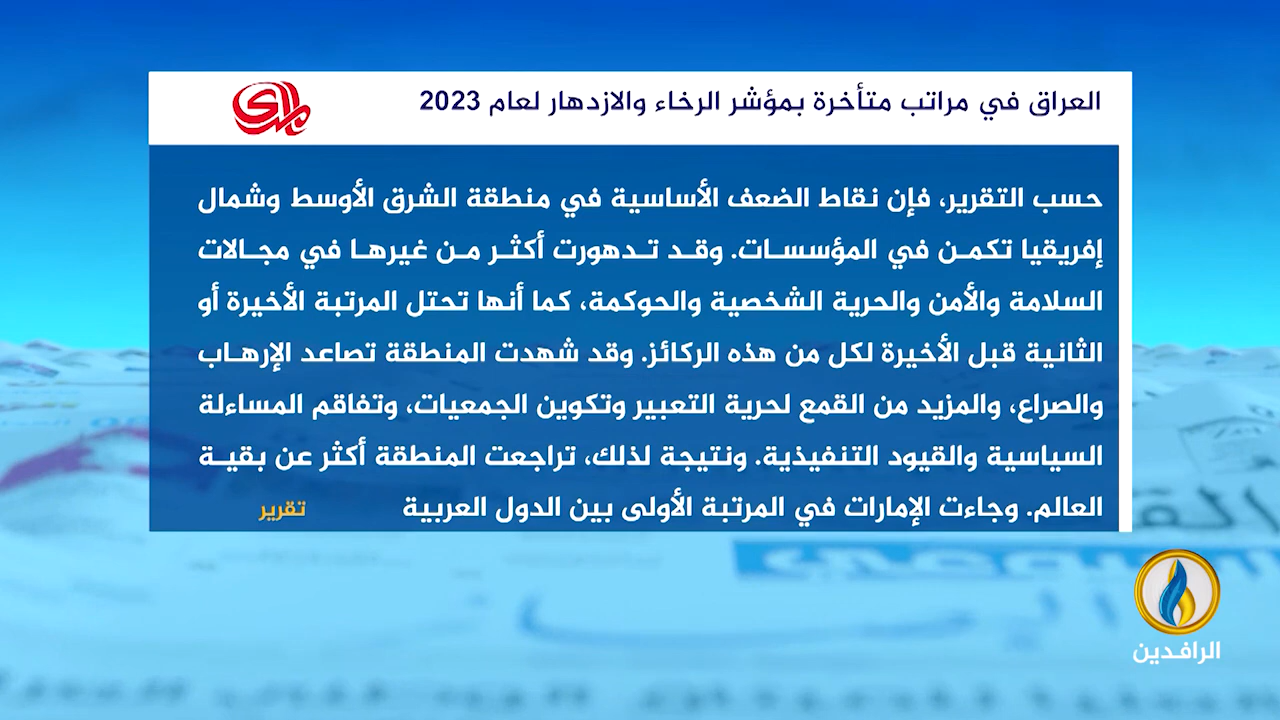 العراق في مراتب متأخرة بمؤشر الرخاء والازدهار لعام 2023
المدى
حسب التقرير، فإن نقاط الضعف الأساسية في منطقة الشرق الأوسط وشمال
إفريقيا تكمن في المؤسسات. وقد تدهورت أكثر من غيرها في مجالات
السلامة والأمن والحرية الشخصية والحوكمة، كما أنها تحتل المرتبة الأخيرة أو
الثانية قبل الأخيرة لكل من هذه الركائز. وقد شهدت المنطقة تصاعد الإرهاب
والصراع، والمزيد من القمع لحرية التعبير وتكوين الجمعيات، وتفاقم المساءلة
السياسية والقيود التنفيذية. ونتيجة لذلك، تراجعت المنطقة أكثر عن بقية
العالم. وجاءت الإمارات في المرتبة الأولى بين الدول العربية
تقرير
الرافدين